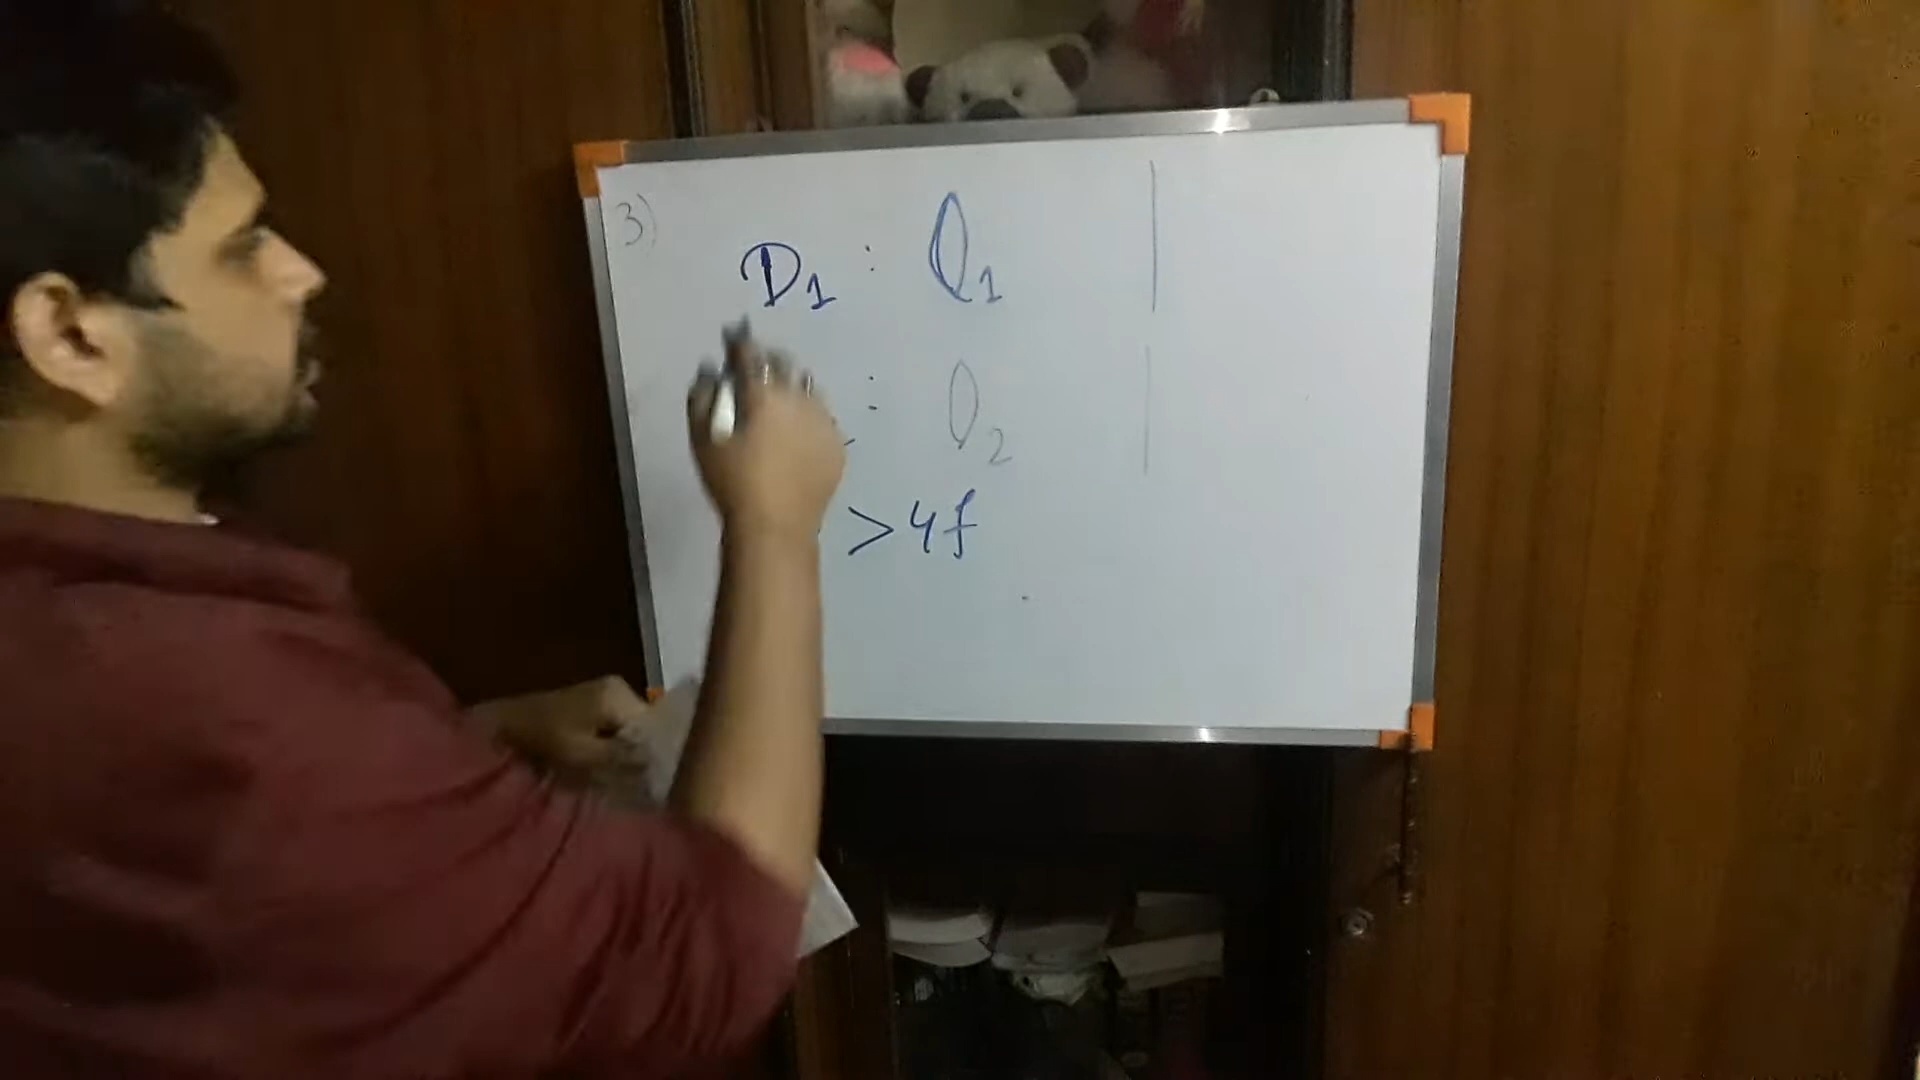 3)
D1 : Q1 |
: Q2 |
> 4f